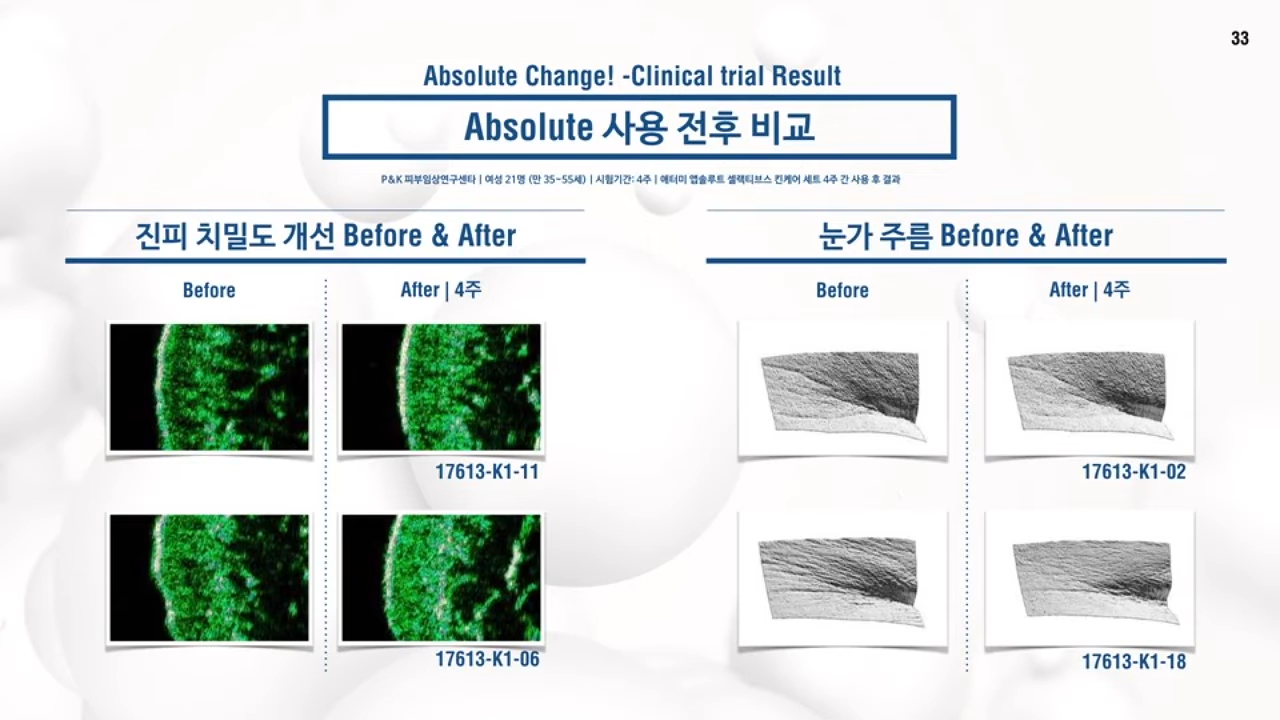 33
Absolute Change! -Clinical trial Result
Absolute 사용 전후 비교
P&K 피부임상연구센타 | 여성 21명 (만 35~55세) | 시험기간: 4주 | 애터미 앱솔루트 셀랙티브스 킨케어 세트 4주 간 사용 후 결과
진피 치밀도 개선 Before & After
Before
After | 4주
17613-K1-11
17613-K1-06
눈가 주름 Before & After
Before
After | 4주
17613-K1-02
17613-K1-18